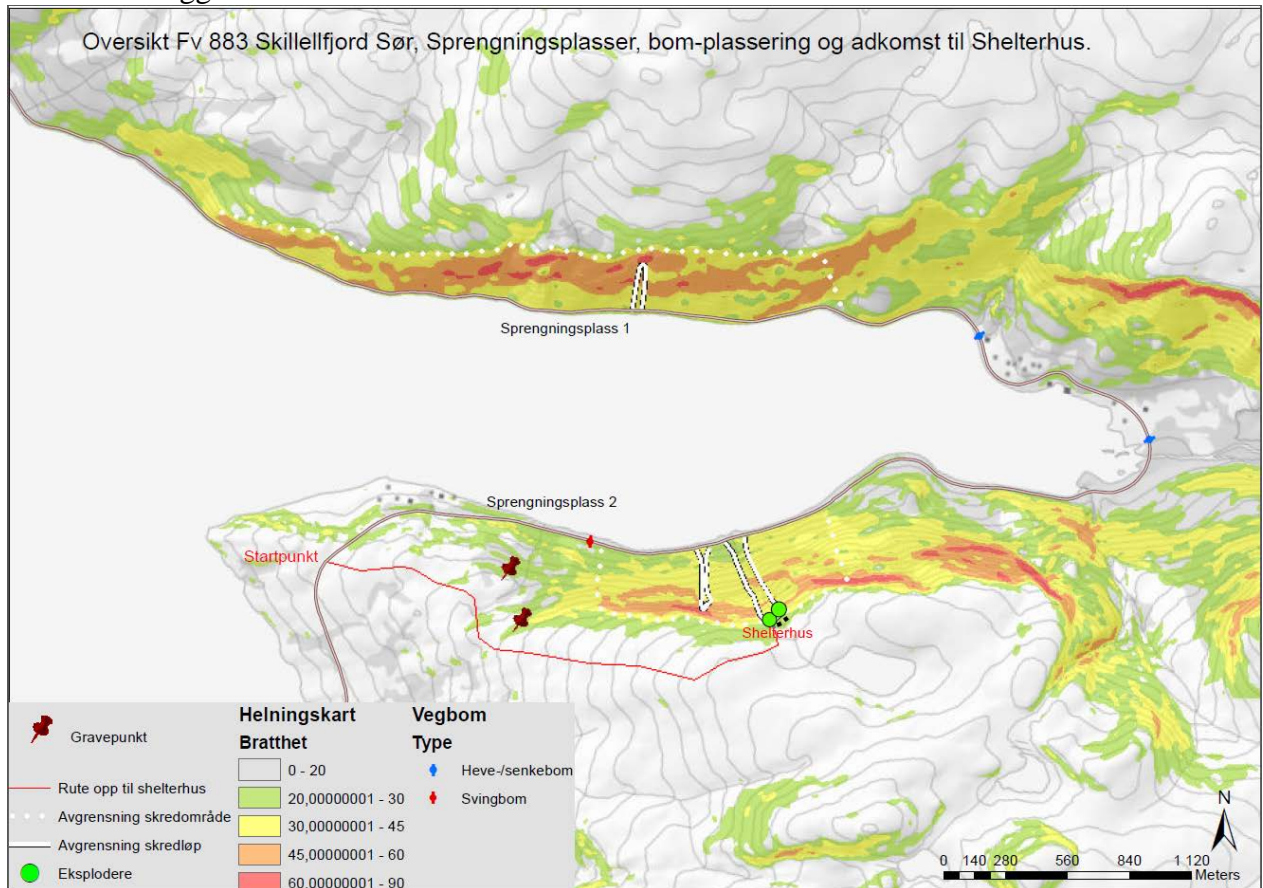 Oversikt Fv 883 Skillellfjord Sør, Sprengningsplasser, bom-plassering og adkomst til Shelterhus.
Sprengningsplass 1
Sprengningsplass 2
Startpunkt
Shelterhus
Gravepunkt
Rute opp til shelterhus
Avgrensning skredområde
Avgrensning skredløp
Eksplodere
Helningskart
Bratthet
0 - 20
20,00000001 - 30
30,00000001 - 45
45,00000001 - 60
60,00000001 - 90
Vegbom
Type
Heve-/senkebom
Svingbom
N
0 140 280 560 840 1 120
Meters